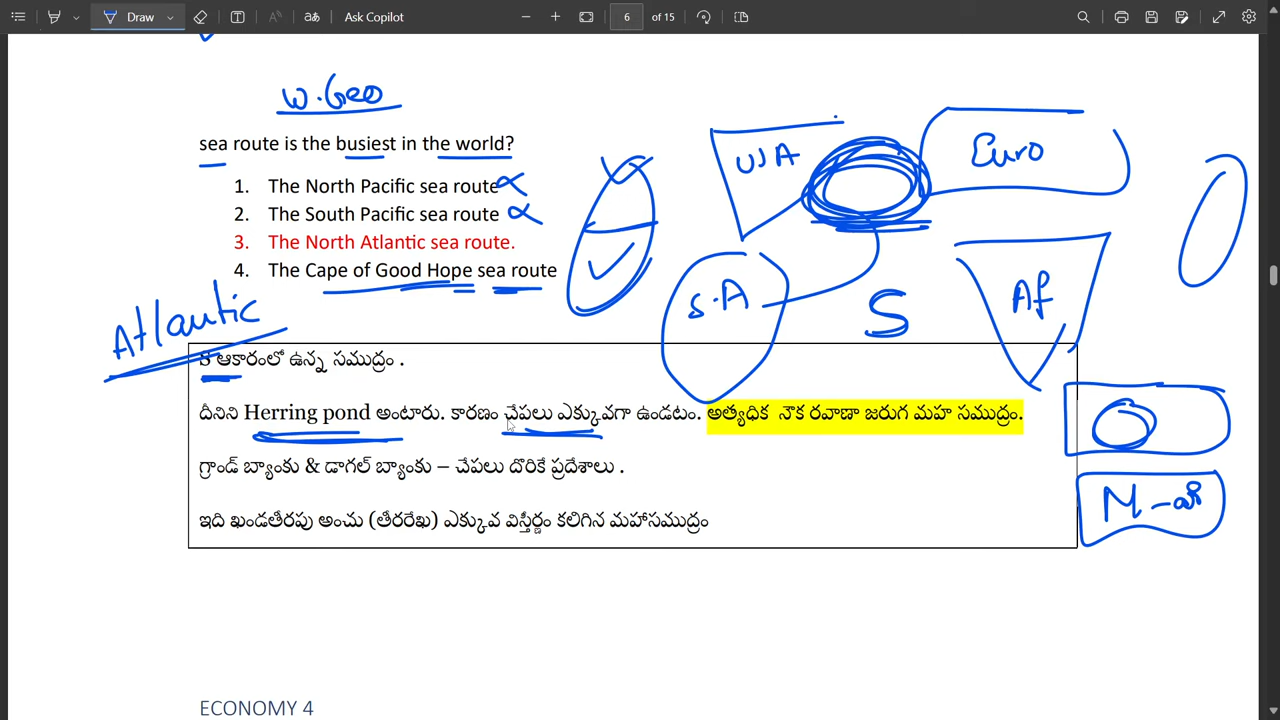 Draw
Ask Copilot
6 of 15
W. Geo
sea route is the busiest in the world?
1. The North Pacific sea route
2. The South Pacific sea route
3. The North Atlantic sea route.
4. The Cape of Good Hope sea route
USA
Euro
S.A
S
Af
Atlantic
S ఆకారంలో ఉన్న సముద్రం .
దీనిని Herring pond అంటారు. కారణం చేపలు ఎక్కువగా ఉండటం. అత్యధిక నౌక రవాణా జరుగ మహ సముద్రం.
గ్రాండ్ బ్యాంకు & డాగల్ బ్యాంకు – చేపలు దొరికే ప్రదేశాలు .
ఇది ఖండతీరపు అంచు (తీరరేఖ) ఎక్కువ విస్తీర్ణం కలిగిన మహాసముద్రం
ECONOMY 4